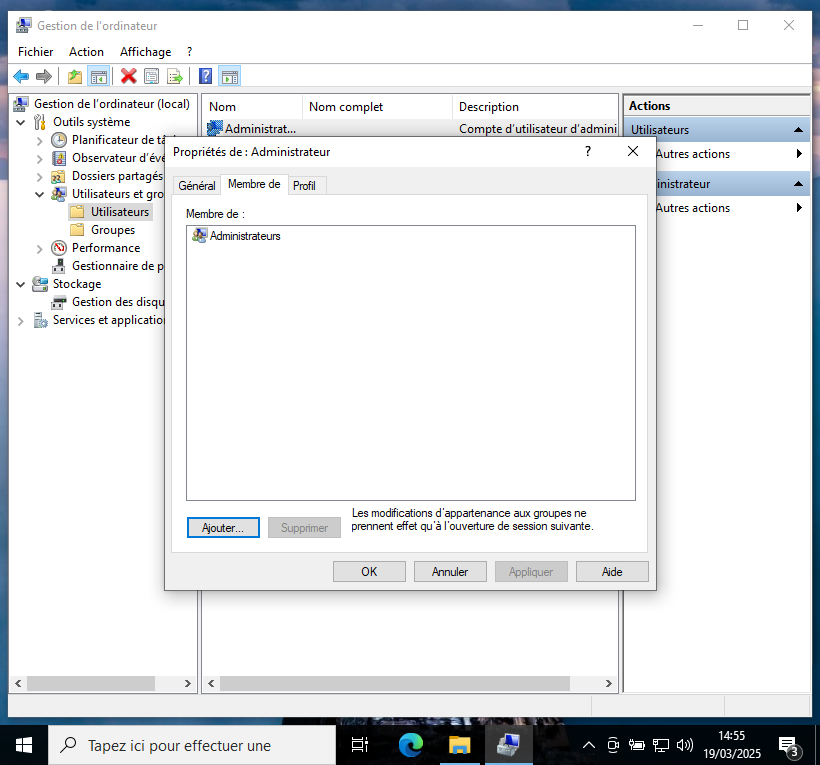 Gestion de l'ordinateur
Fichier Action Affichage ?
Gestion de l'ordinateur (local)
Outils système
Planificateur de tâ
Observateur d'éve
Dossiers partagés
Utilisateurs et gro
Utilisateurs
Groupes
Performance
Gestionnaire de p
Stockage
Gestion des disqu
Services et application
Nom Nom complet Description
Administrat... Compte d'utilisateur d'admini
Actions
Utilisateurs
Autres actions
inistrateur
Autres actions
Propriétés de : Administrateur ?
Général Membre de Profil
Membre de :
Administrateurs
Ajouter... Supprimer
Les modifications d'appartenance aux groupes ne
prennent effet qu'à l'ouverture de session suivante.
OK Annuler Appliquer Aide
Tapez ici pour effectuer une
14:55
19/03/2025
3